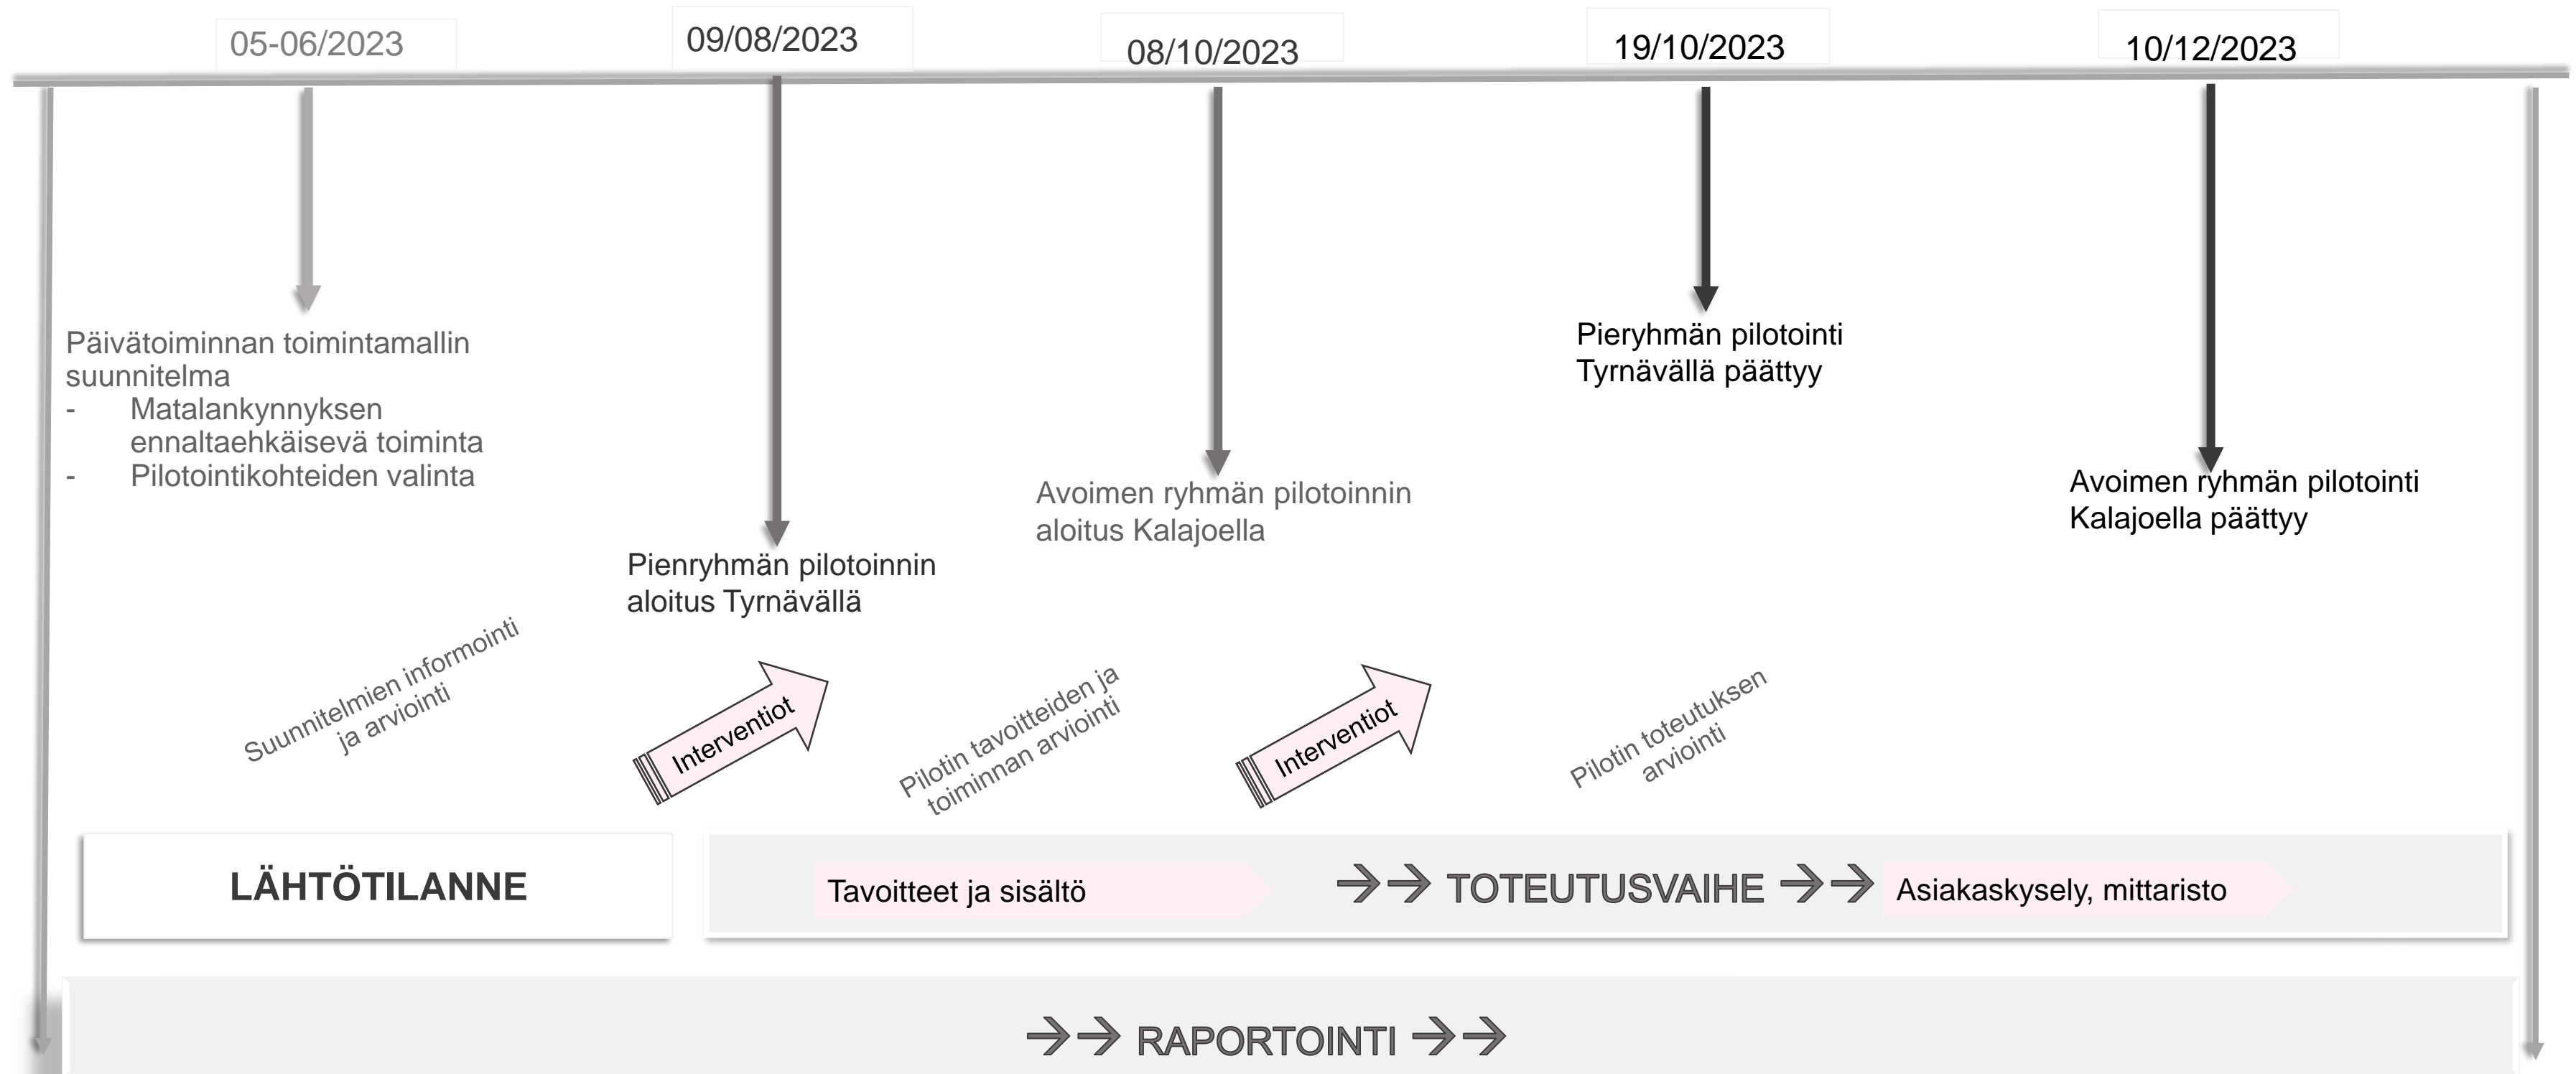 05-06/2023
09/08/2023
08/10/2023
19/10/2023
10/12/2023
Päivätoiminnan toimintamallin
suunnitelma
- Matalankynnyksen
ennaltaehkäisevä toiminta
- Pilotointikohteiden valinta
Pienryhmän pilotoinnin
aloitus Tyrnävällä
Avoimen ryhmän pilotoinnin
aloitus Kalajoella
Pieryhmän pilotointi
Tyrnävällä päättyy
Avoimen ryhmän pilotointi
Kalajoella päättyy
Suunnitelmien informointi
ja arviointi
Interventiot
Pilotin tavoitteiden ja
toiminnan arviointi
Interventiot
Pilotin toteutuksen
arviointi
LÄHTÖTILANNE
Tavoitteet ja sisältö
→→ TOTEUTUSVAIHE →→
Asiakaskysely, mittaristo
→→ RAPORTOINTI →→